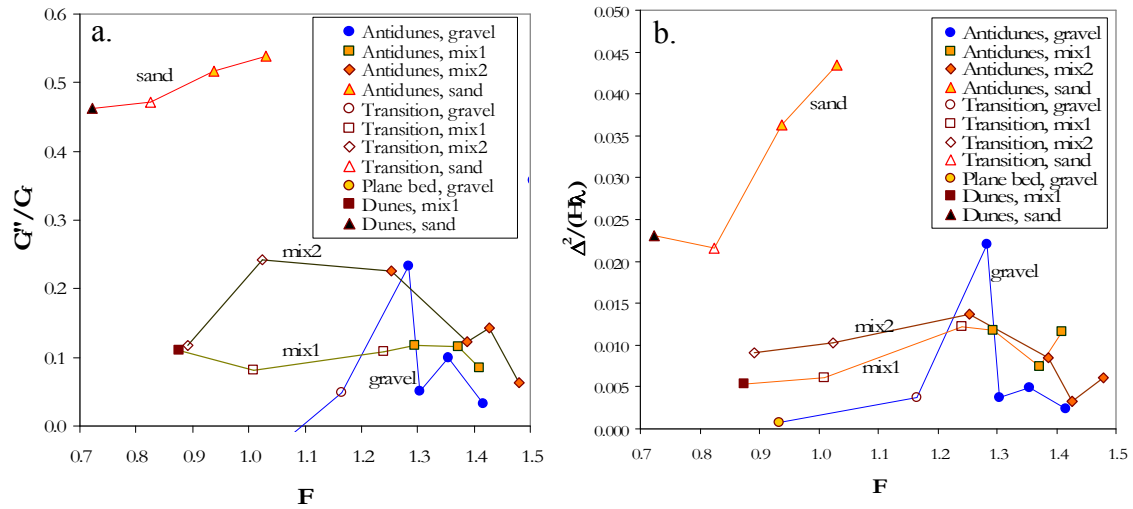 a.
0.6
0.5
0.4
0.3
0.2
0.1
0.0
C_f''/C_f
0.7 0.8 0.9 1.0 1.1 1.2 1.3 1.4 1.5
F
sand
mix2
mix1
gravel
Antidunes, gravel
Antidunes, mix1
Antidunes, mix2
Antidunes, sand
Transition, gravel
Transition, mix1
Transition, mix2
Transition, sand
Plane bed, gravel
Dunes, mix1
Dunes, sand
b.
0.050
0.045
0.040
0.035
0.030
0.025
0.020
0.015
0.010
0.005
0.000
Δ²/(Hλ)
0.7 0.8 0.9 1.0 1.1 1.2 1.3 1.4 1.5
F
sand
gravel
mix2
mix1
Antidunes, gravel
Antidunes, mix1
Antidunes, mix2
Antidunes, sand
Transition, gravel
Transition, mix1
Transition, mix2
Transition, sand
Plane bed, gravel
Dunes, mix1
Dunes, sand